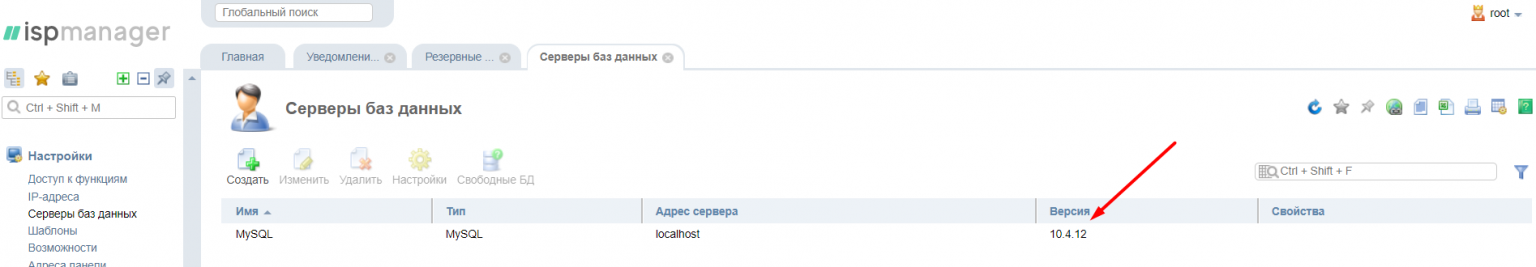 Глобальный поиск
root
ispmanager
Главная
Уведомлени...
Резервные ...
Серверы баз данных
Ctrl + Shift + M
Серверы баз данных
Настройки
Доступ к функциям
IP-адреса
Серверы баз данных
Шаблоны
Возможности
Адреса панели
Создать
Изменить
Удалить
Настройки
Свободные БД
Ctrl + Shift + F
Имя
Тип
Адрес сервера
Версия
Свойства
MySQL
MySQL
localhost
10.4.12